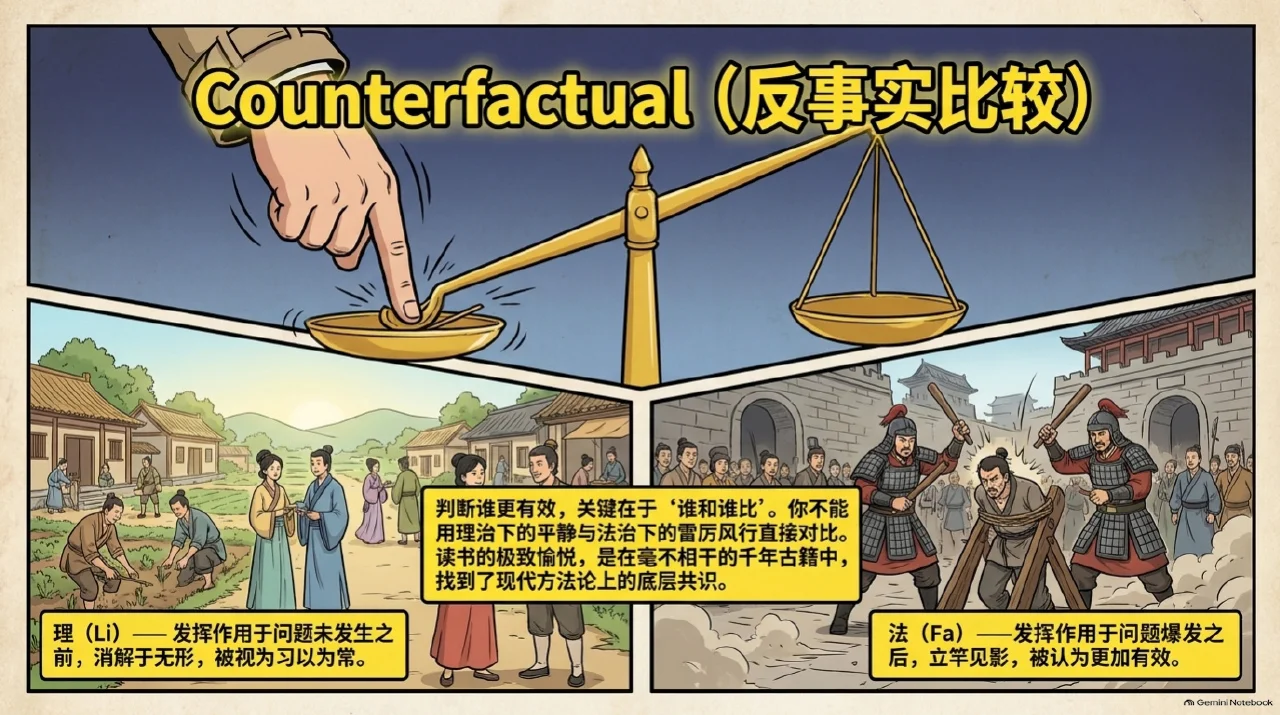 Counterfactual（反事实比较）
判断谁更有效，关键在于‘谁和谁比’。你不能
用理治下的平静与法治下的雷厉风行直接对比。
读书的极致愉悦，是在毫不相干的千年古籍中，
找到了现代方法论上的底层共识。
理（Li）—— 发挥作用于问题未发生之
前，消解于无形，被视为习以为常。
法（Fa）——发挥作用于问题爆发之
后，立竿见影，被认为更加有效。
Gemini Notebook